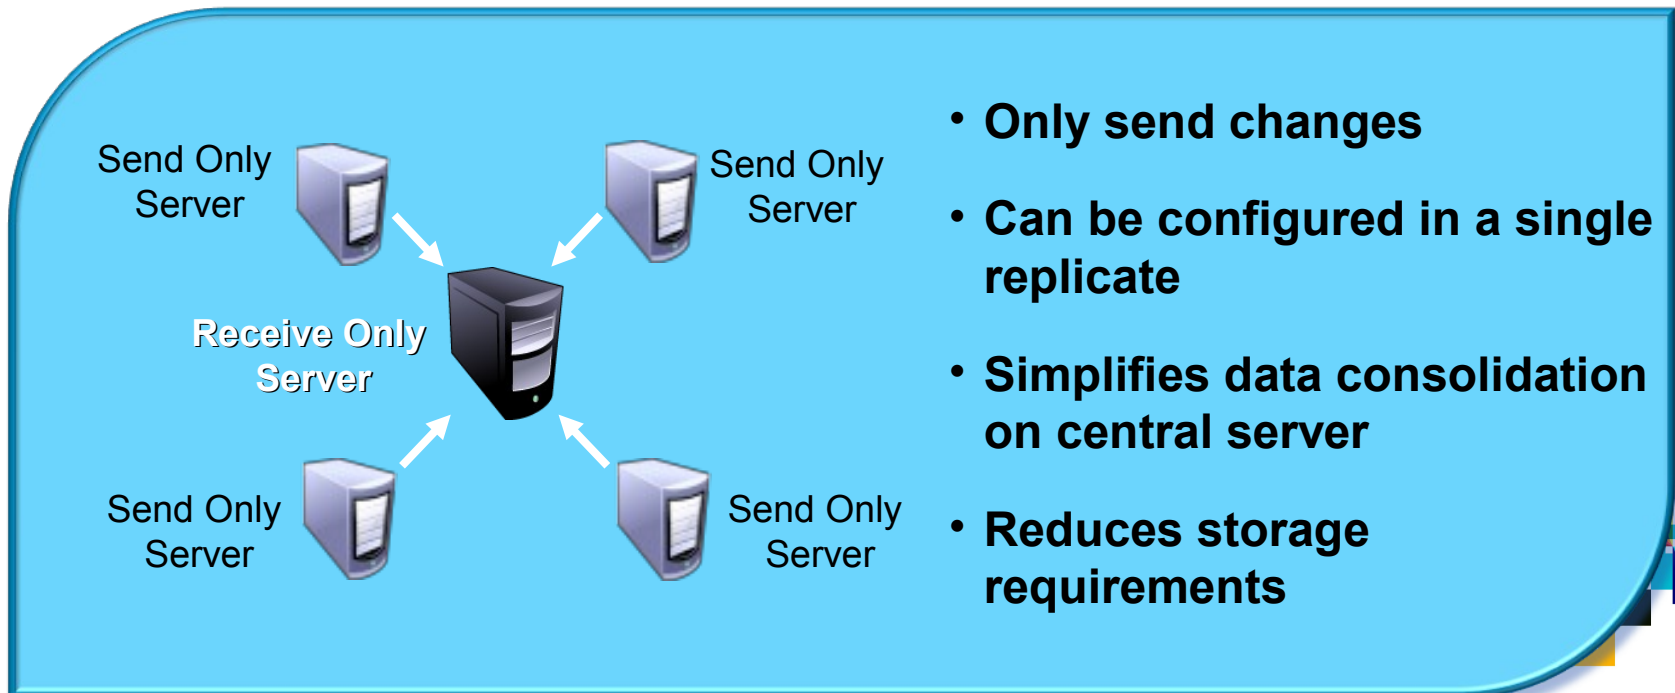 Send Only
Server
Send Only
Server
Receive Only
Server
Send Only
Server
Send Only
Server
• Only send changes
• Can be configured in a single
replicate
• Simplifies data consolidation
on central server
• Reduces storage
requirements